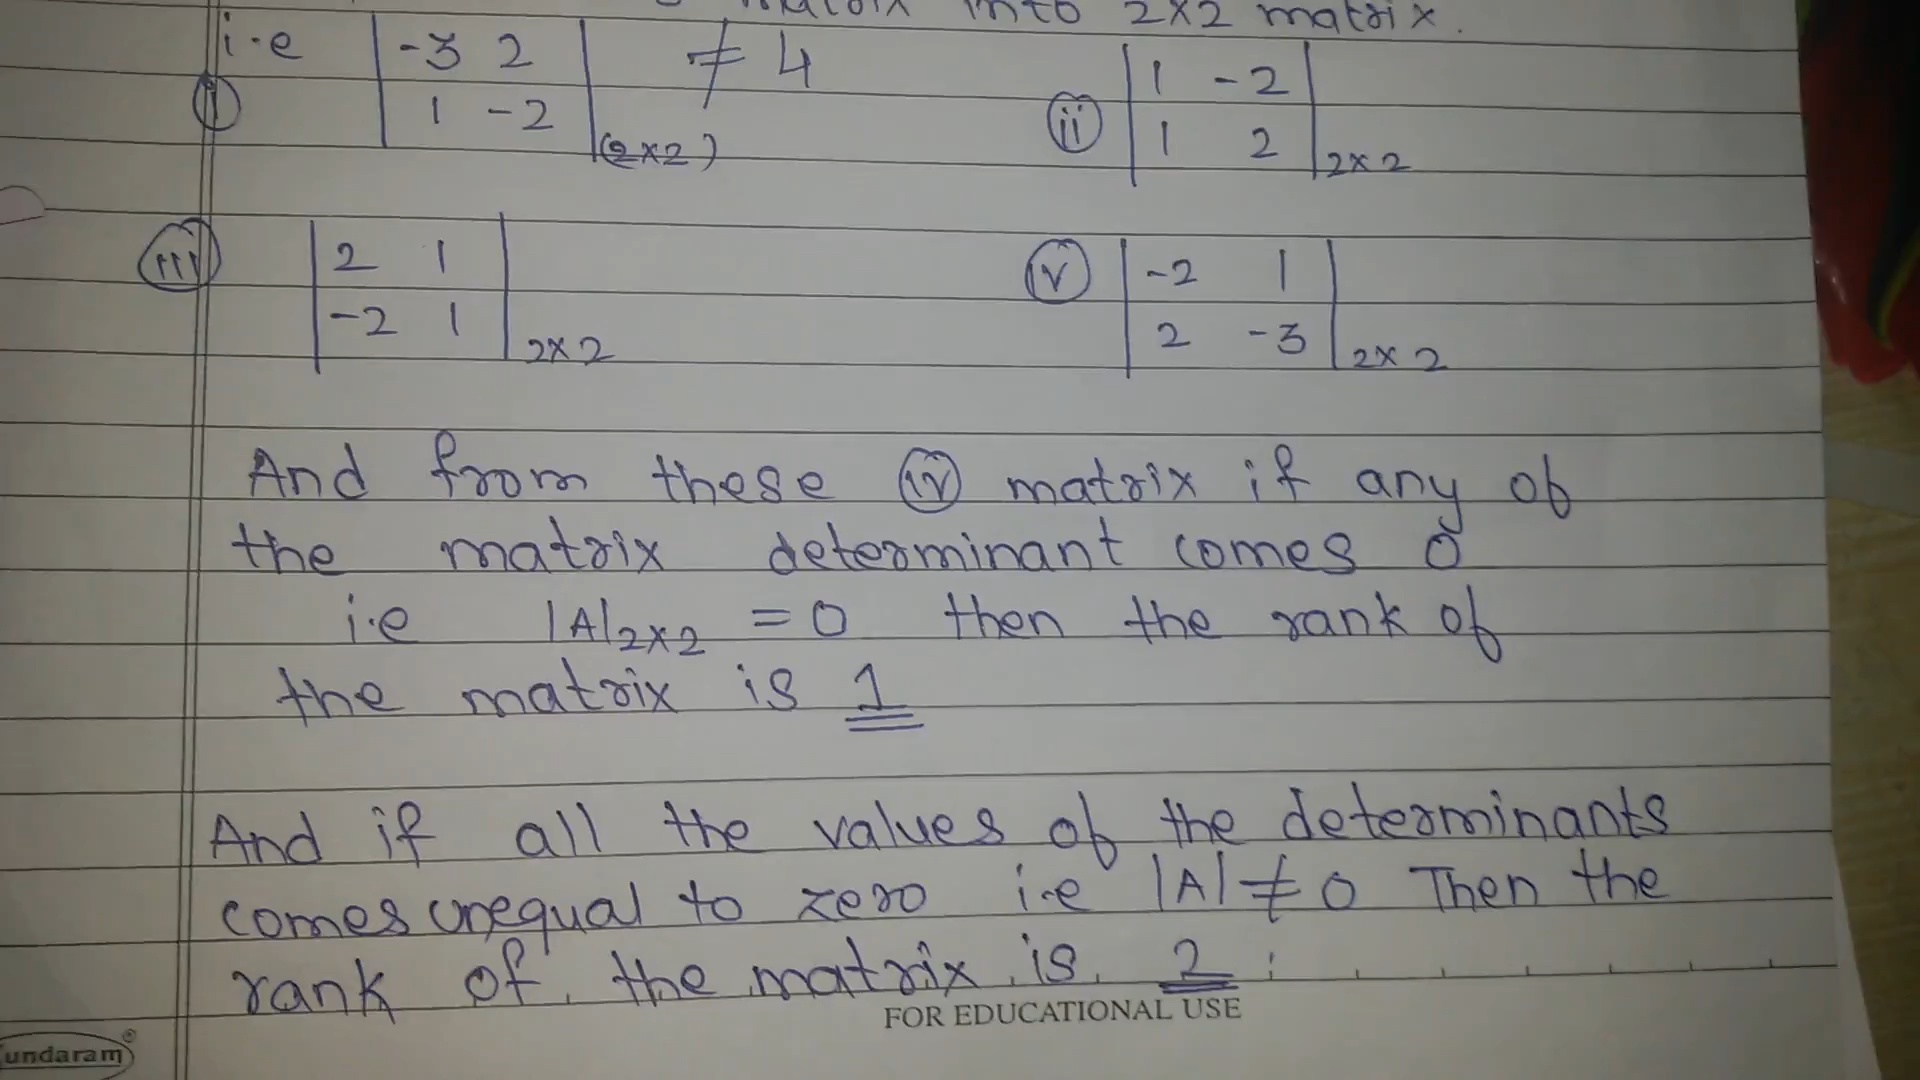 matrix into 2×2 matrix.
i.e | -3 2 | ≠ 4
(i) | 1 -2 | (2×2)
(ii) | 1 -2 |
| 1 2 | 2×2
(iii) | 2 1 |
| -2 1 | 2×2
(iv) | -2 1 |
| 2 -3 | 2×2
And from these (iv) matrix if any of
the matrix determinant comes 0
i.e |A|2×2 = 0 then the rank of
the matrix is 1
And if all the values of the determinants
comes unequal to zero i.e |A| ≠ 0 Then the
rank of the matrix is 2
FOR EDUCATIONAL USE
undaram®